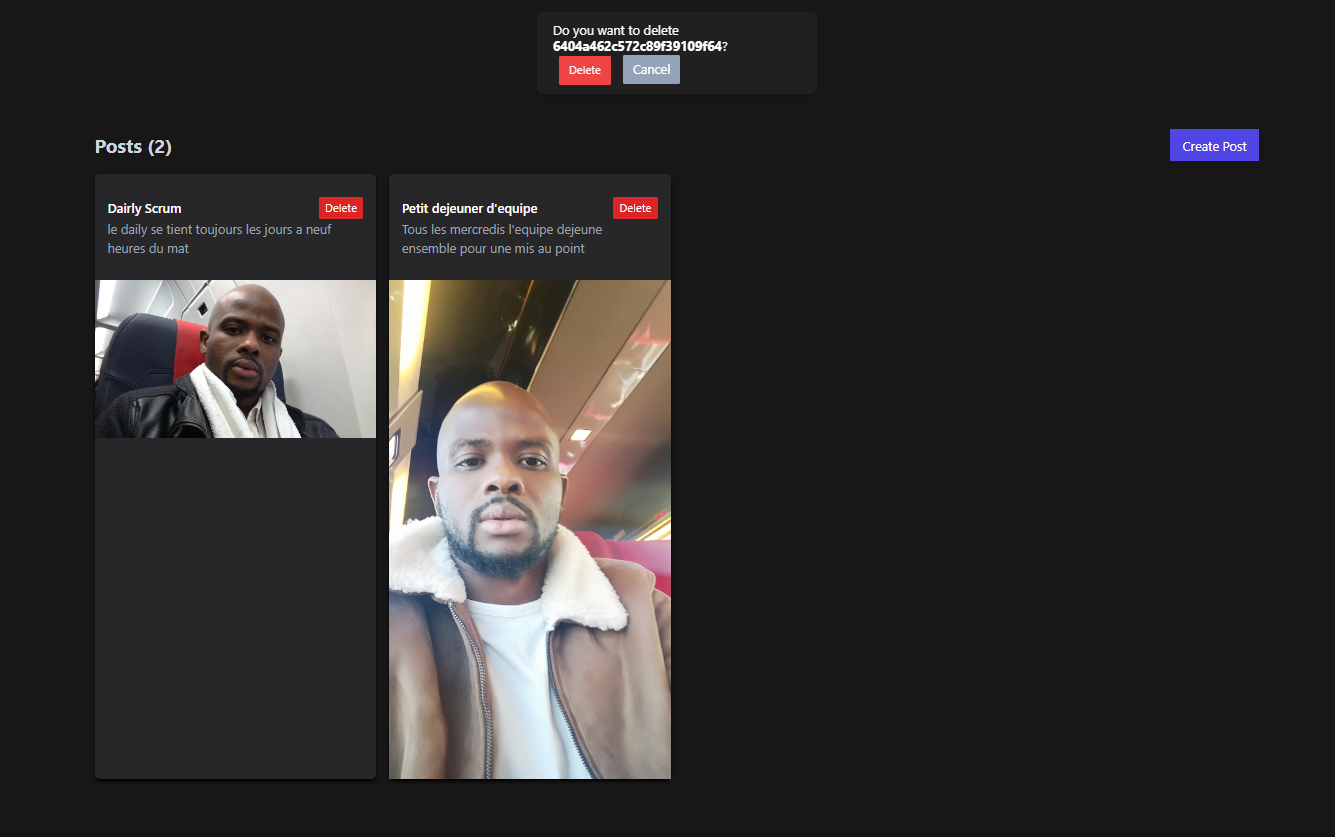 Do you want to delete
6404a462c572c89f39109f64?
Delete Cancel
Posts (2)
Create Post
Dairly Scrum
Delete
le daily se tient toujours les jours a neuf
heures du mat
Petit dejeuner d'equipe
Delete
Tous les mercredis l'equipe dejeune
ensemble pour une mis au point